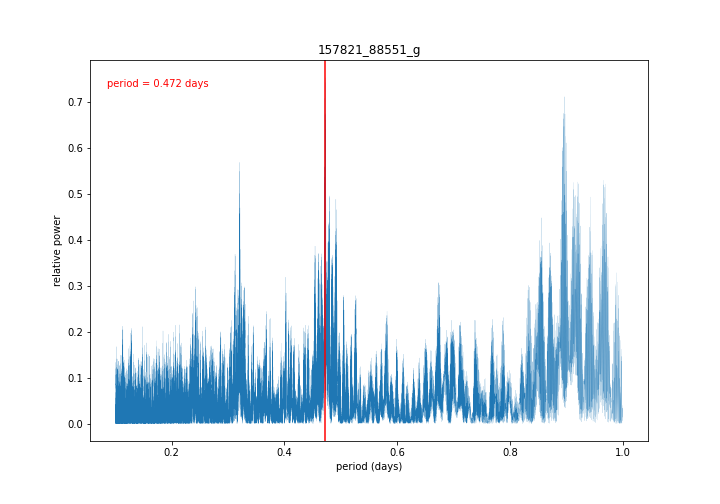 157821_88551_g
period = 0.472 days
relative power
0.7
0.6
0.5
0.4
0.3
0.2
0.1
0.0
0.2 0.4 0.6 0.8 1.0
period (days)